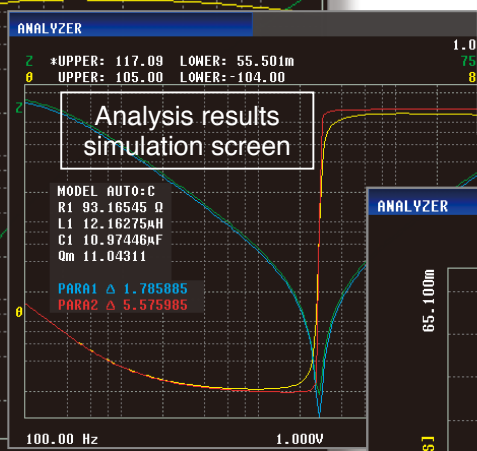 ANALYZER
1.0
Z *UPPER: 117.09 LOWER: 55.501m
75
θ UPPER: 105.00 LOWER:-104.00
8
Z
Analysis results
simulation screen
MODEL AUTO:C
R1 93.16545 Ω
L1 12.16275μH
C1 10.97446μF
Qm 11.04311
PARA1 Δ 1.785885
PARA2 Δ 5.575985
θ
100.00 Hz
1.000V
ANALYZER
65.100m
S]